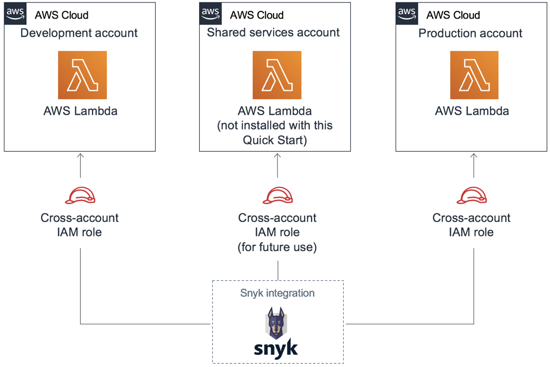 aws
AWS Cloud
Development account
AWS Lambda
aws
AWS Cloud
Shared services account
AWS Lambda
(not installed with this
Quick Start)
aws
AWS Cloud
Production account
AWS Lambda
Cross-account
IAM role
Cross-account
IAM role
(for future use)
Cross-account
IAM role
Snyk integration
snyk